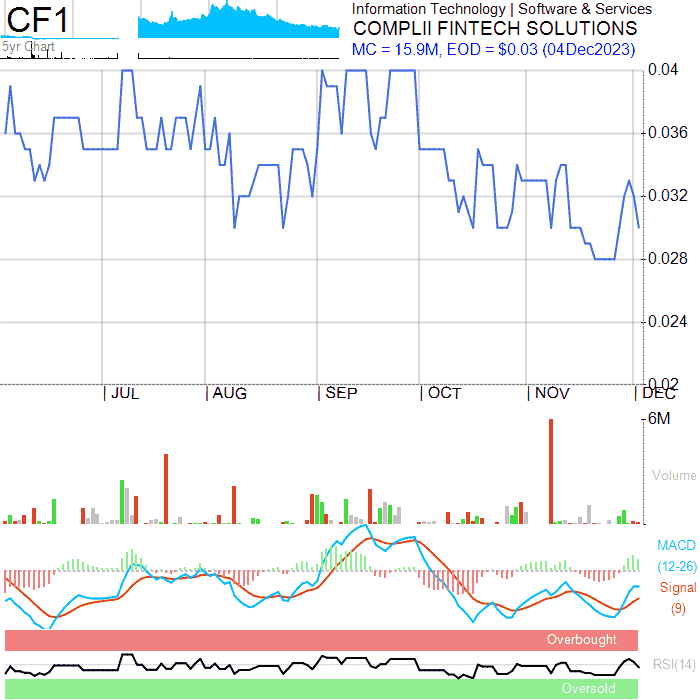 CF1
Information Technology | Software & Services
COMPLII FINTECH SOLUTIONS
5yr Chart
MC = 15.9M, EOD = $0.03 (04Dec2023)
0.04
0.036
0.032
0.028
0.024
0.02
| JUL | AUG | SEP | OCT | NOV | DEC
6M
Volume
MACD
(12-26)
Signal
(9)
Overbought
RSI(14)
Oversold